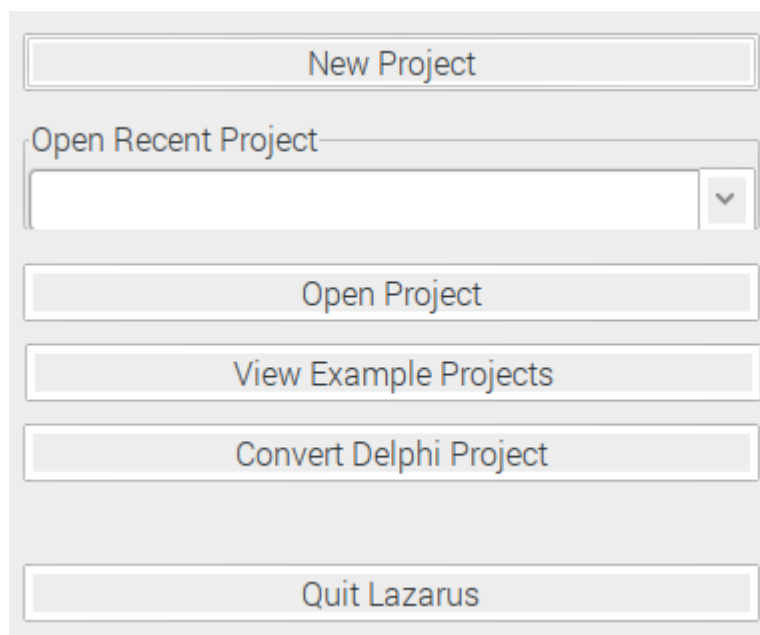 New Project
Open Recent Project
Open Project
View Example Projects
Convert Delphi Project
Quit Lazarus